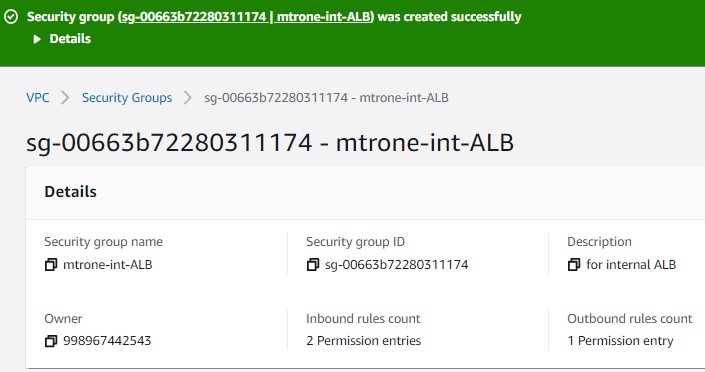 Security group (sg-00663b72280311174 | mtrone-int-ALB) was created successfully
Details
VPC
Security Groups
sg-00663b72280311174 - mtrone-int-ALB
sg-00663b72280311174 - mtrone-int-ALB
Details
Security group name
mtrone-int-ALB
Security group ID
sg-00663b72280311174
Description
for internal ALB
Owner
998967442543
Inbound rules count
2 Permission entries
Outbound rules count
1 Permission entry